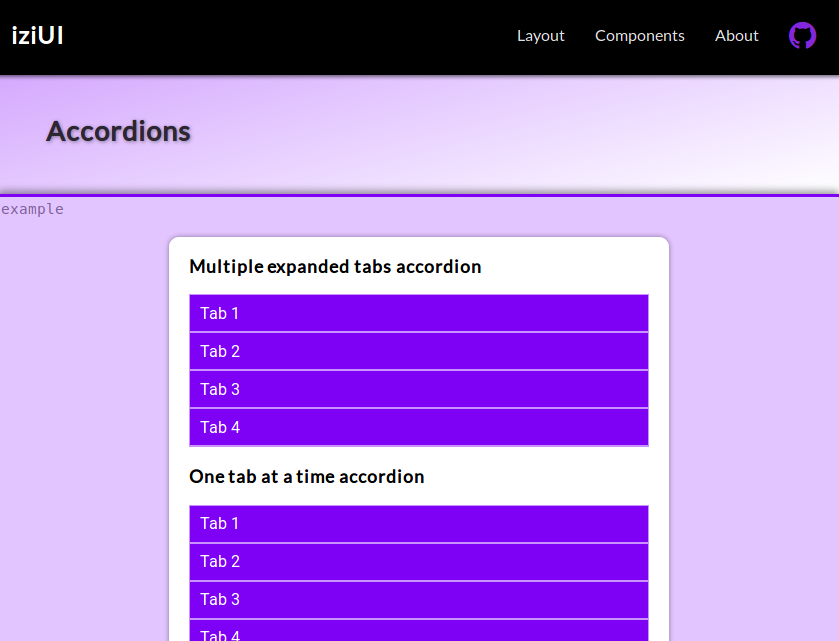 iziUI
Layout Components About
Accordions
example
Multiple expanded tabs accordion
Tab 1
Tab 2
Tab 3
Tab 4
One tab at a time accordion
Tab 1
Tab 2
Tab 3
Tab 4